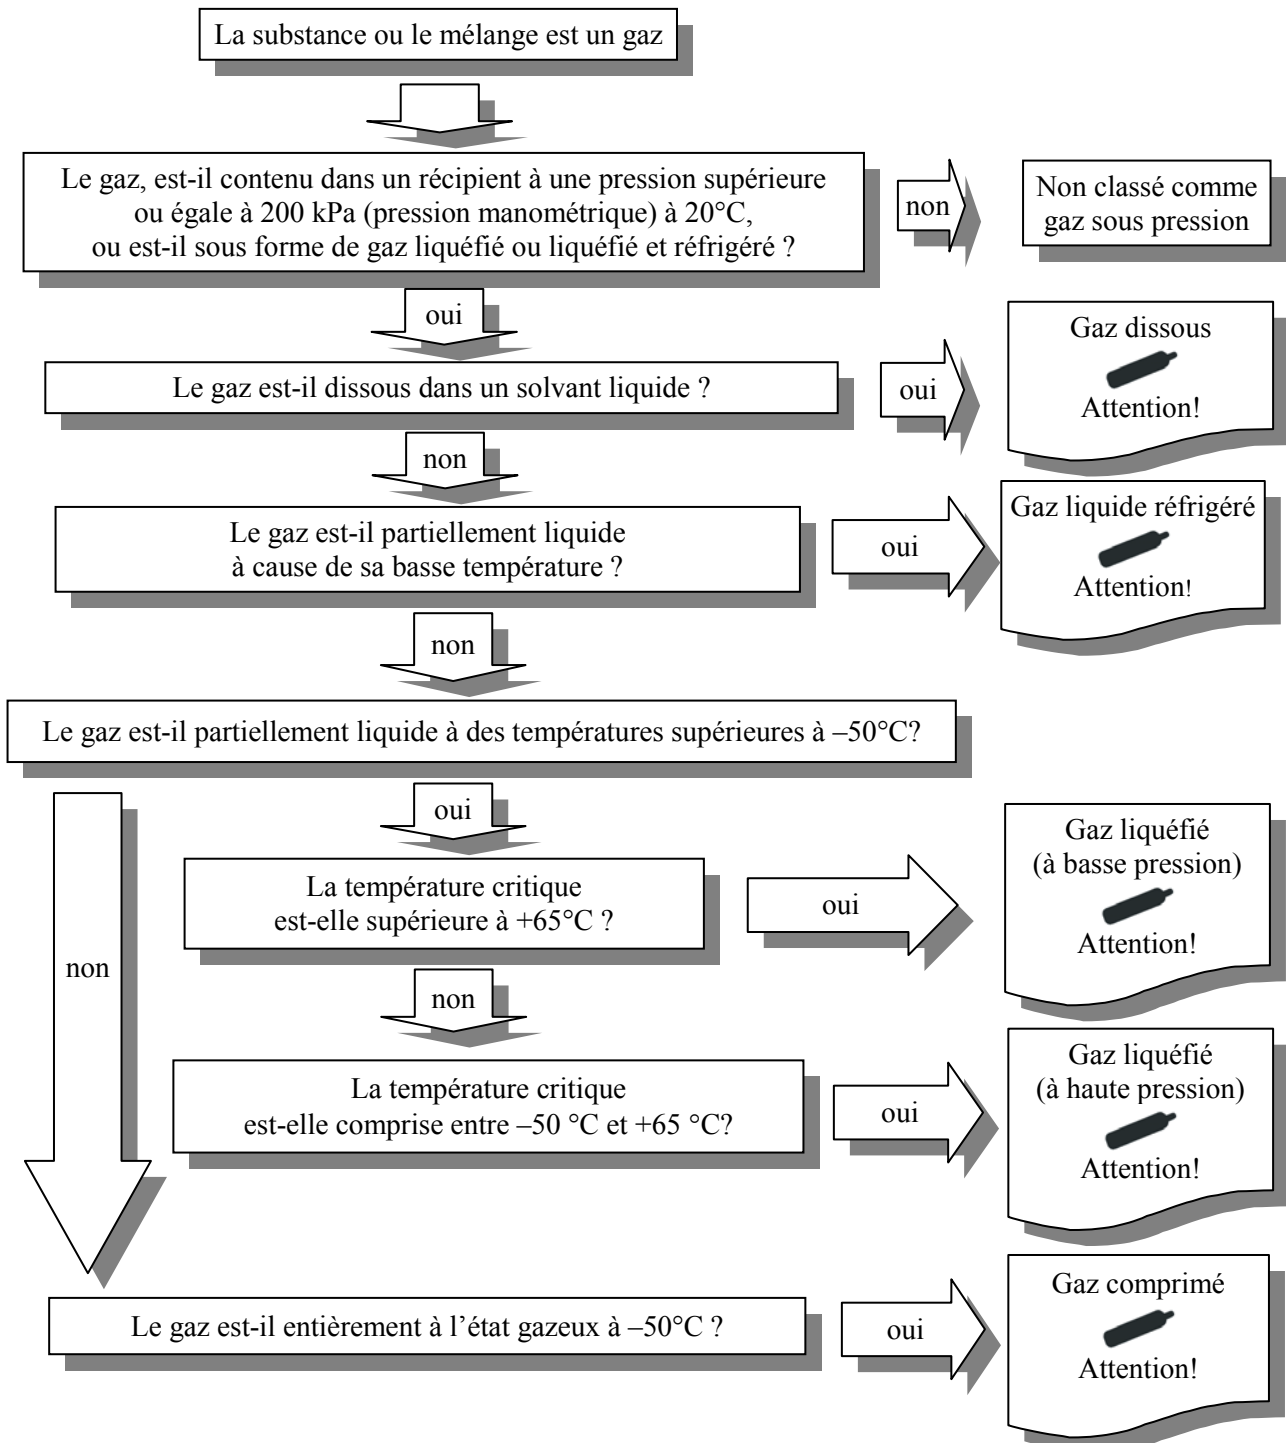 La substance ou le mélange est un gaz
Le gaz, est-il contenu dans un récipient à une pression supérieure
ou égale à 200 kPa (pression manométrique) à 20°C,
ou est-il sous forme de gaz liquéfié ou liquéfié et réfrigéré ?
non
Non classé comme
gaz sous pression
oui
Le gaz est-il dissous dans un solvant liquide ?
oui
Gaz dissous
Attention!
non
Le gaz est-il partiellement liquide
à cause de sa basse température ?
oui
Gaz liquide réfrigéré
Attention!
non
Le gaz est-il partiellement liquide à des températures supérieures à –50°C?
oui
La température critique
est-elle supérieure à +65°C ?
oui
Gaz liquéfié
(à basse pression)
Attention!
non
non
La température critique
est-elle comprise entre –50 °C et +65 °C?
oui
Gaz liquéfié
(à haute pression)
Attention!
Le gaz est-il entièrement à l’état gazeux à –50°C ?
oui
Gaz comprimé
Attention!